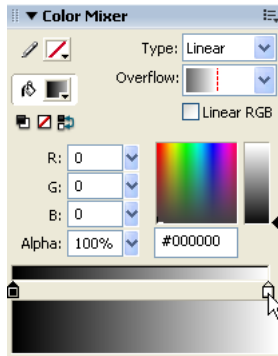 Color Mixer
Type: Linear
Overflow:
Linear RGB
R: 0
G: 0
B: 0
Alpha: 100% #000000